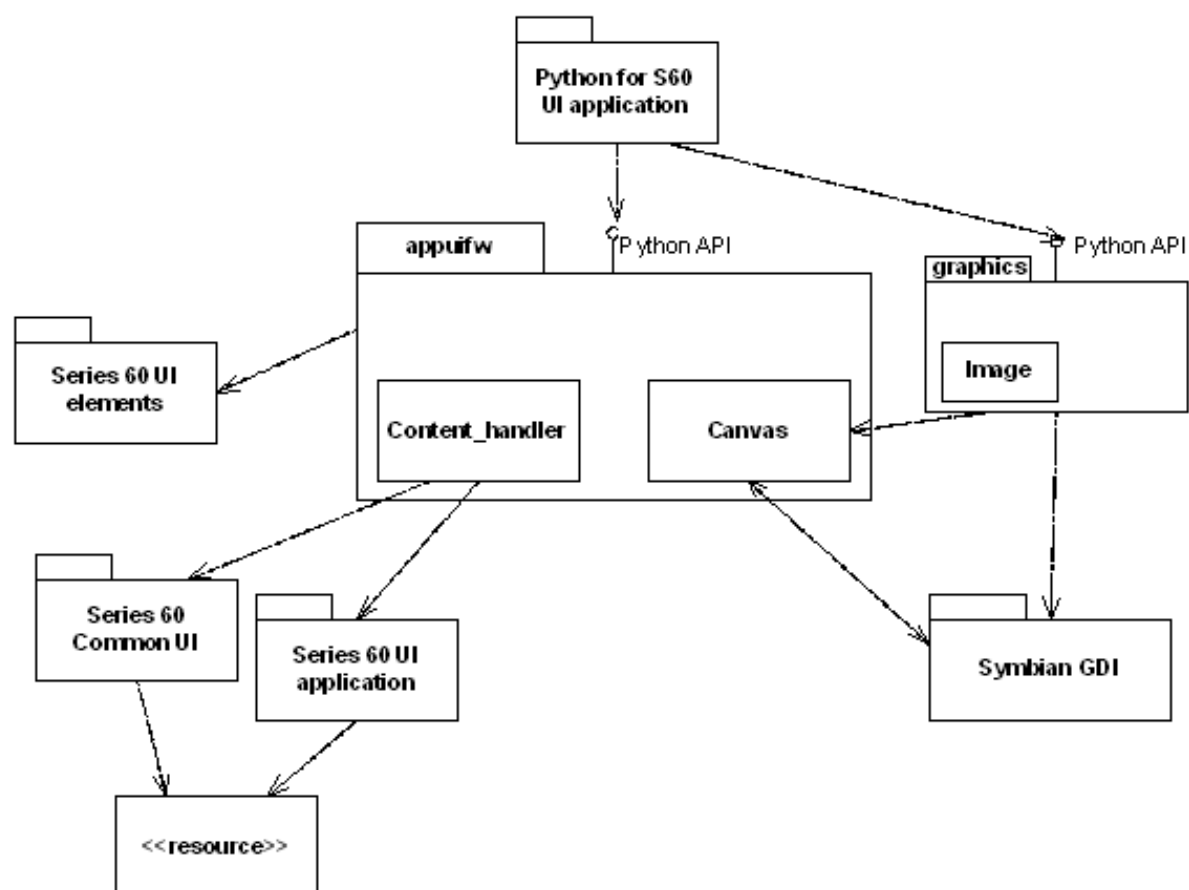 Python for S60
UI application
appuifw
Python API
Python API
graphics
Series 60 UI
elements
Image
Content_handler
Canvas
Series 60
Common UI
Series 60 UI
application
Symbian GDI
<<resource>>